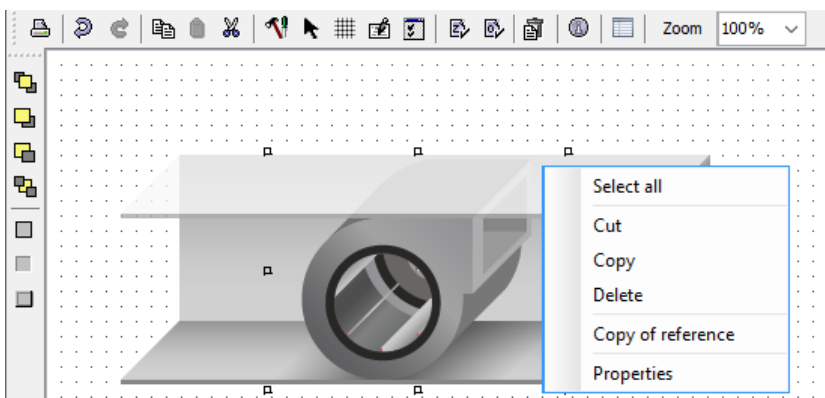 Zoom 100%
Select all
Cut
Copy
Delete
Copy of reference
Properties